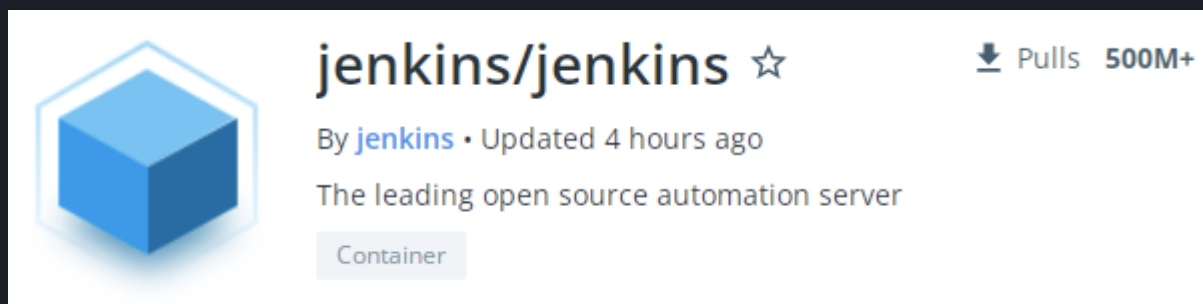 jenkins/jenkins
Pulls 500M+
By jenkins • Updated 4 hours ago
The leading open source automation server
Container